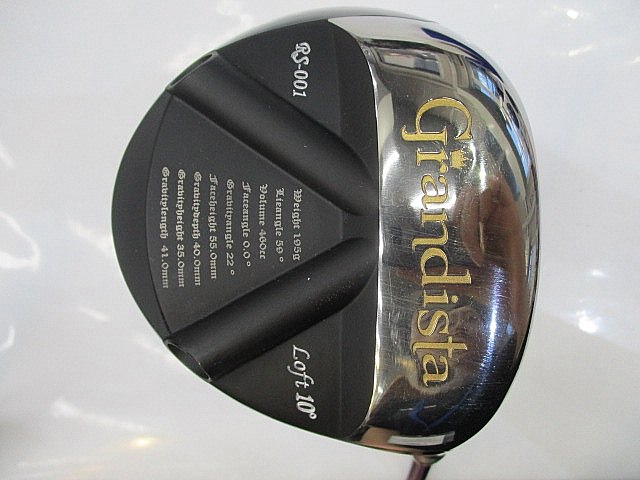 Grandista
RS-001
Loft 10°
Weight 195g
Lieangle 59°
Volume 460cc
Faceangle 0.0°
Gravityangle 22°
Faceheight 55.0mm
Gravitydepth 40.0mm
Gravityheight 35.0mm
Gravitylength 41.0mm